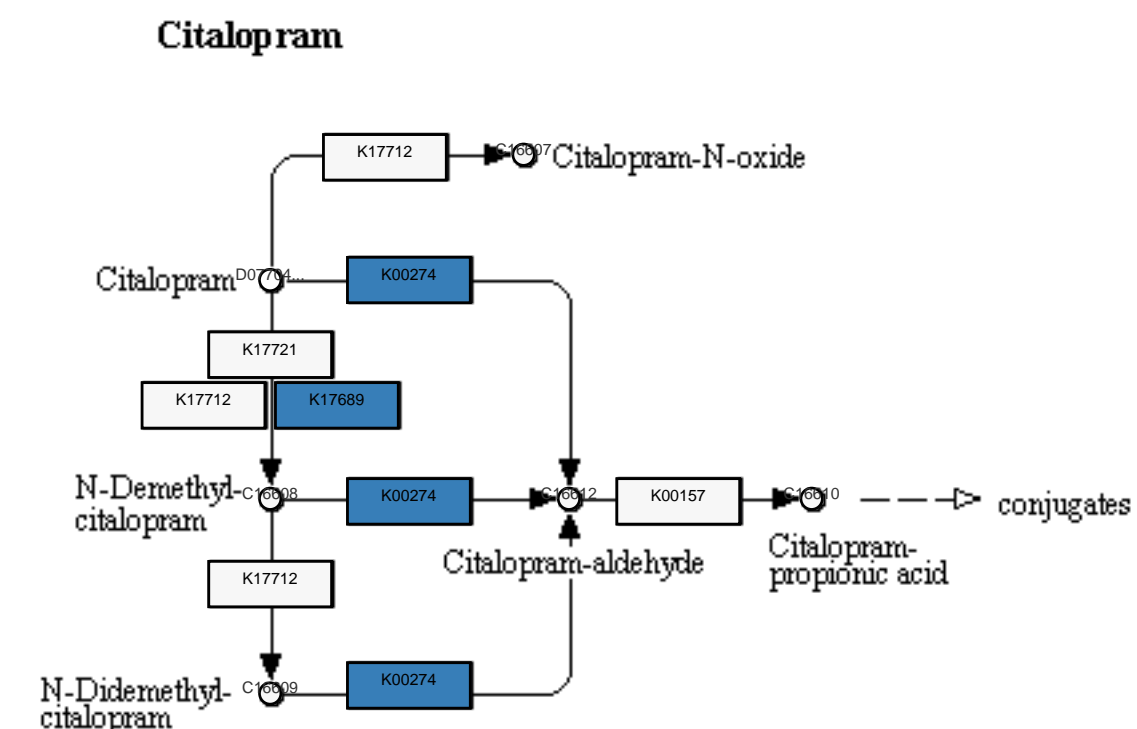 Citalopram
K17712
C16607
Citalopram-N-oxide
Citalopram
D07704...
K00274
K17721
K17712
K17689
N-Demethyl-
citalopram
C16608
K00274
C16612
K00157
C16610
conjugates
Citalopram-aldehyde
Citalopram-
propionic acid
K17712
N-Didemethyl-
citalopram
C16609
K00274